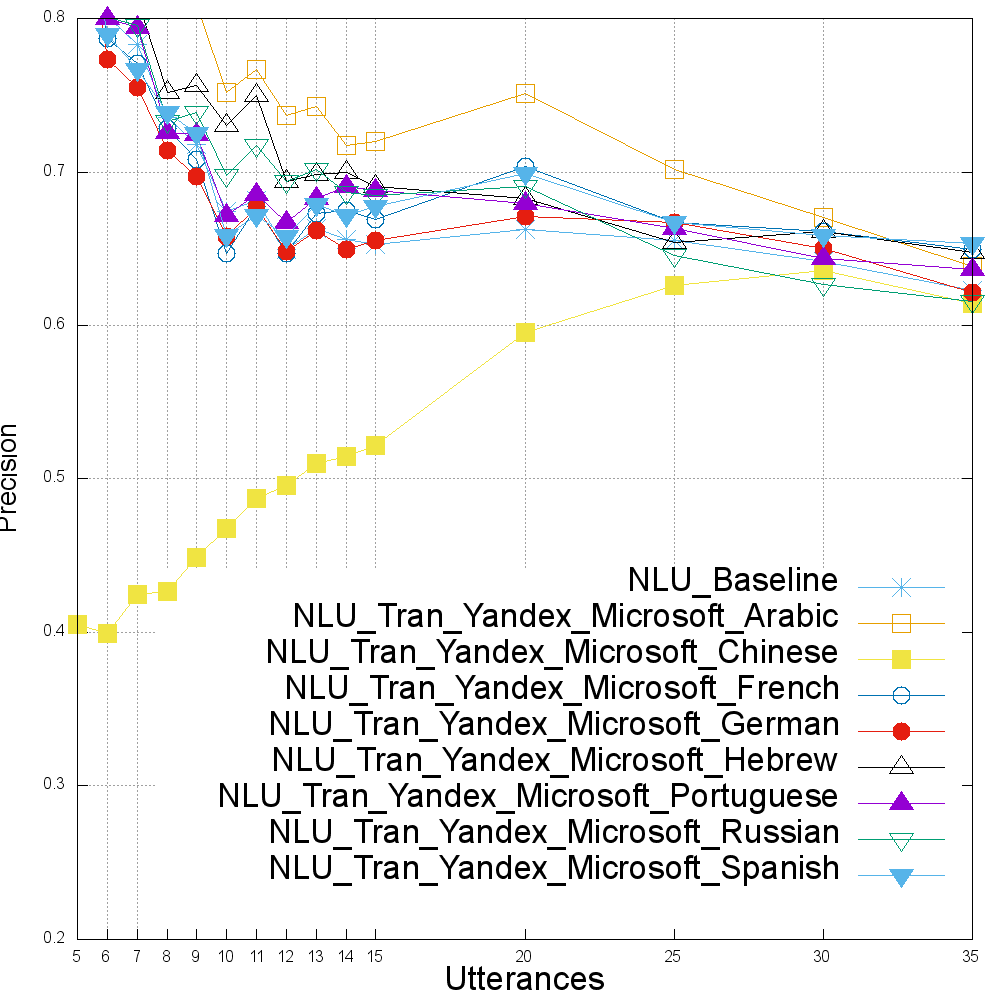 0.8
0.7
0.6
0.5
0.4
0.3
0.2
Precision
NLU_Baseline
NLU_Tran_Yandex_Microsoft_Arabic
NLU_Tran_Yandex_Microsoft_Chinese
NLU_Tran_Yandex_Microsoft_French
NLU_Tran_Yandex_Microsoft_German
NLU_Tran_Yandex_Microsoft_Hebrew
NLU_Tran_Yandex_Microsoft_Portuguese
NLU_Tran_Yandex_Microsoft_Russian
NLU_Tran_Yandex_Microsoft_Spanish
5 6 7 8 9 10 11 12 13 14 15 20 25 30 35
Utterances